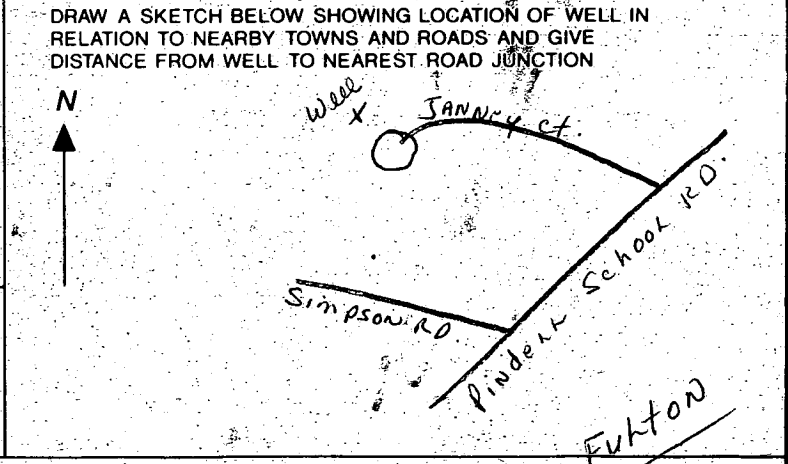 DRAW A SKETCH BELOW SHOWING LOCATION OF WELL IN
RELATION TO NEARBY TOWNS AND ROADS AND GIVE
DISTANCE FROM WELL TO NEAREST ROAD JUNCTION
N
Well
X
JANNEY Ct.
Simpson RD.
Pindell School RD.
Fulton